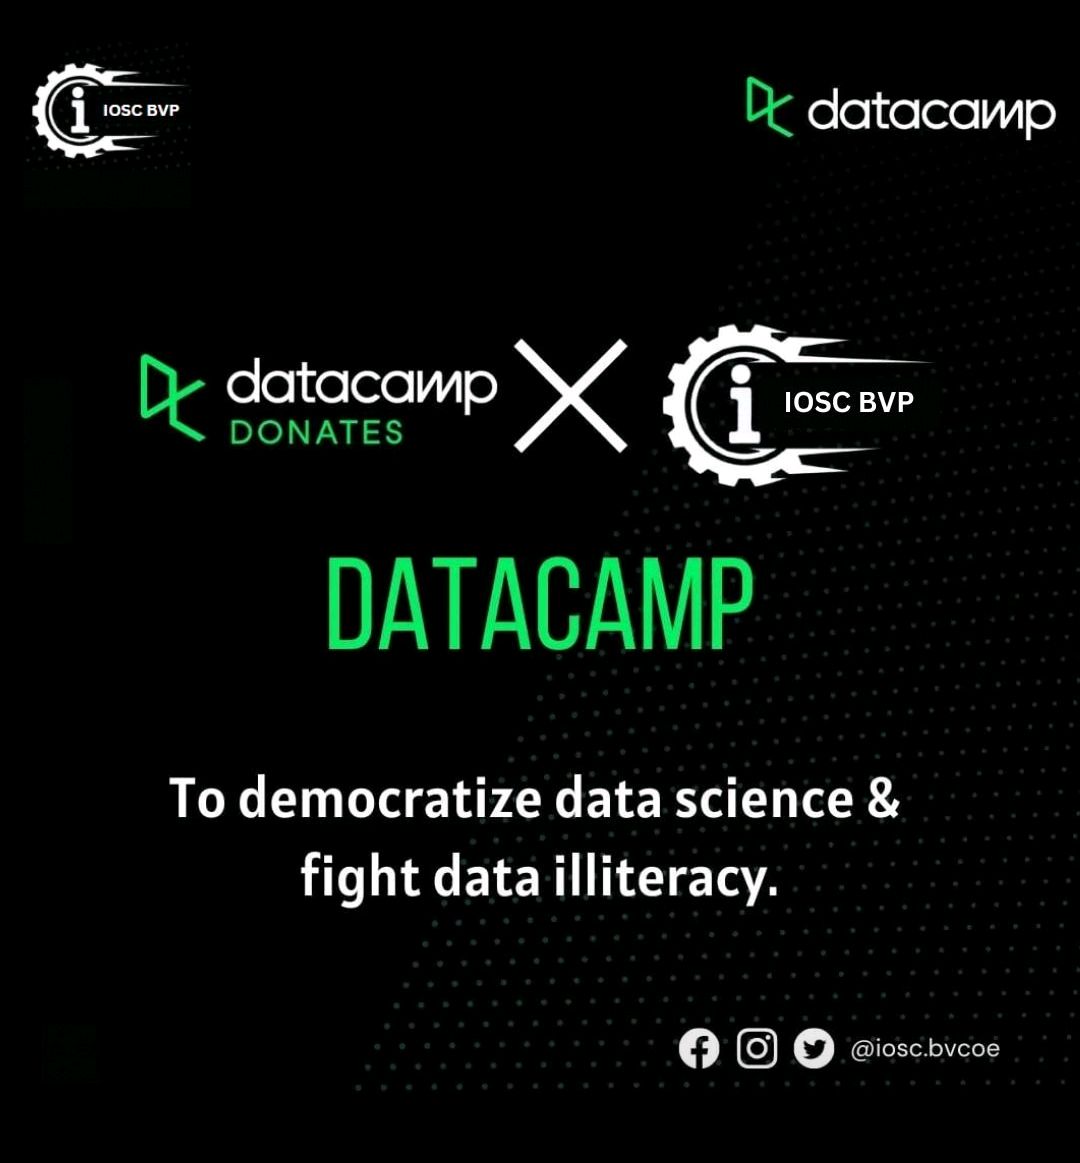 i IOSC BVP
datacamp
datacamp
DONATES
i IOSC BVP
DATACAMP
To democratize data science &
fight data illiteracy.
@iosc.bvcoe